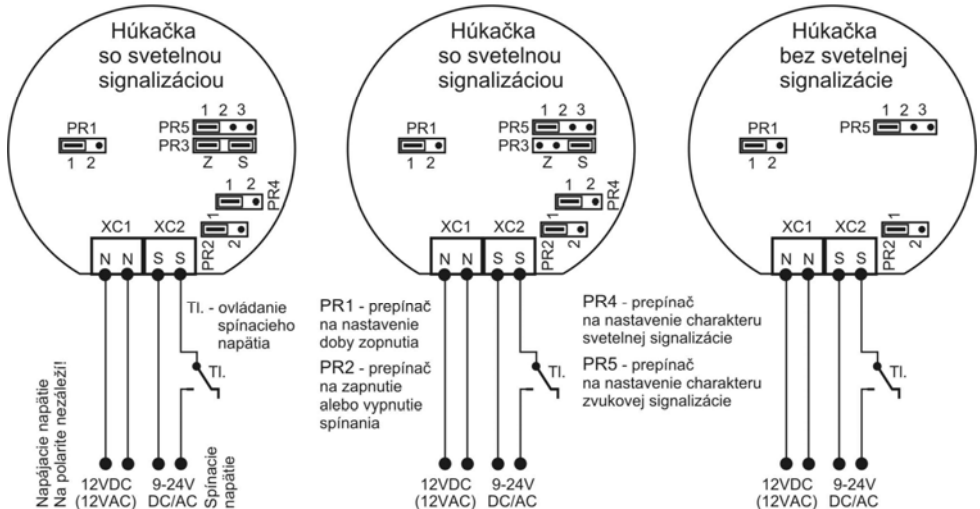 Húkačka
so svetelnou
signalizáciou
1 2 3
PR5
PR1
PR3
1 2
Z S
1 2
PR4
XC1 XC2
PR2
1
2
N N S S
Tl. - ovládanie
spínacieho
napätia
Tl.
Napájacie napätie
Na polarite nezáleží!
12VDC
(12VAC)
9-24V
DC/AC
Spínacie
napätie
Húkačka
so svetelnou
signalizáciou
1 2 3
PR5
PR1
PR3
1 2
Z S
1 2
PR4
XC1 XC2
PR2
1
2
N N S S
PR1 - prepínač
na nastavenie
doby zopnutia
PR2 - prepínač
na zapnutie
alebo vypnutie
spínania
Tl.
12VDC
(12VAC)
9-24V
DC/AC
Húkačka
bez svetelnej
signalizácie
1 2 3
PR5
PR1
1 2
XC1 XC2
PR2
1
2
N N S S
PR4 - prepínač
na nastavenie charakteru
svetelnej signalizácie
PR5 - prepínač
na nastavenie charakteru
zvukovej signalizácie
Tl.
12VDC
(12VAC)
9-24V
DC/AC